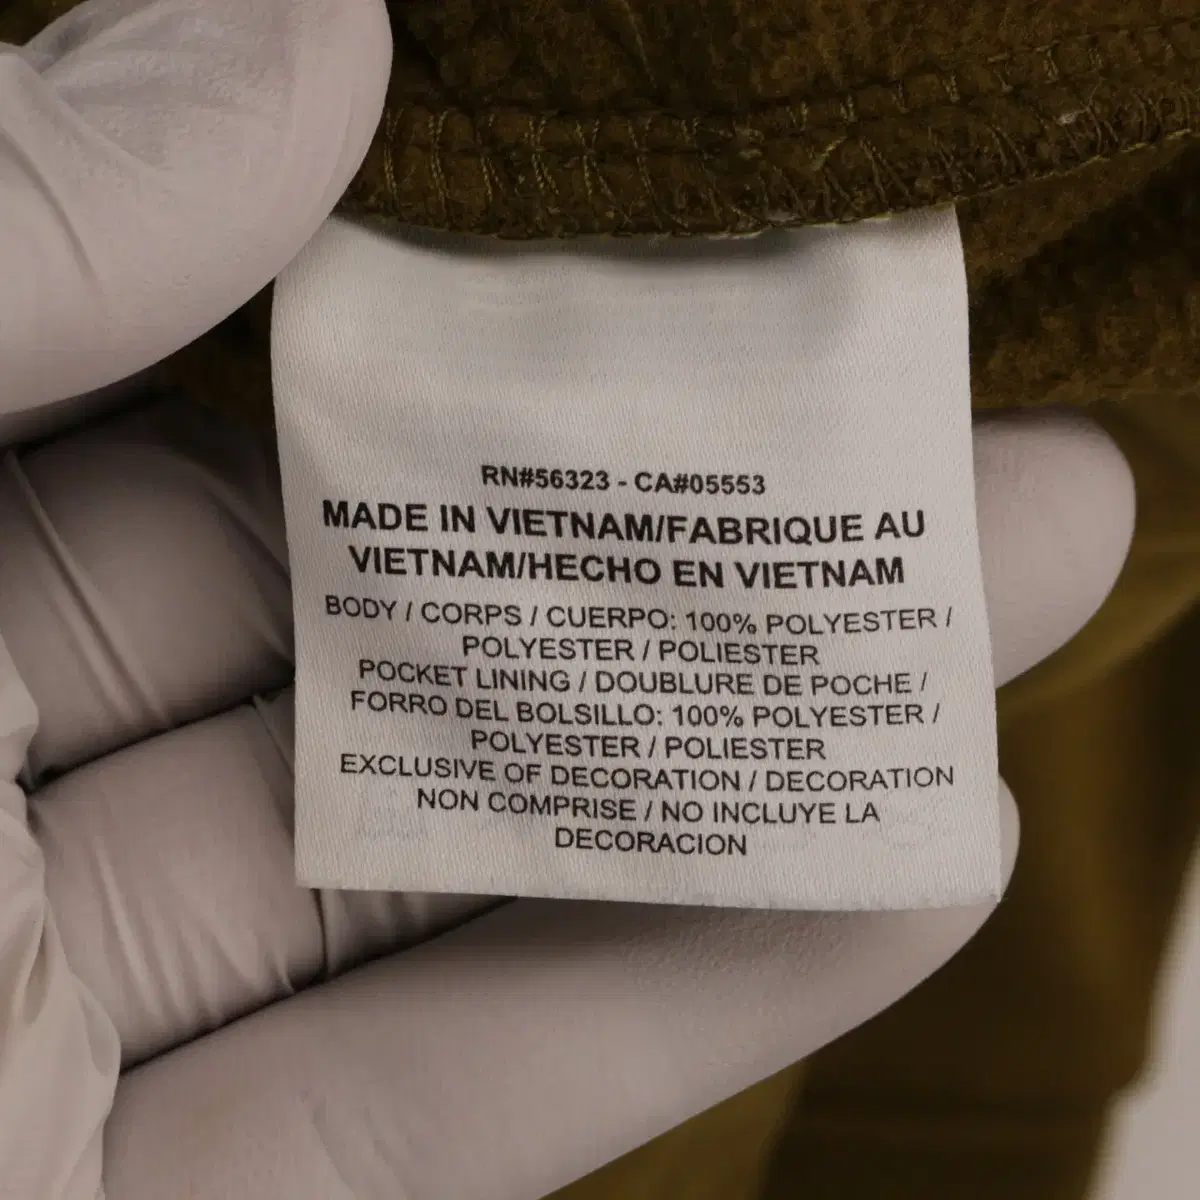 RN#56323 - CA#05553
MADE IN VIETNAM/FABRIQUE AU
VIETNAM/HECHO EN VIETNAM
BODY / CORPS / CUERPO: 100% POLYESTER /
POLYESTER / POLIESTER
POCKET LINING / DOUBLURE DE POCHE /
FORRO DEL BOLSILLO: 100% POLYESTER /
POLYESTER / POLIESTER
EXCLUSIVE OF DECORATION / DECORATION
NON COMPRISE / NO INCLUYE LA
DECORACION